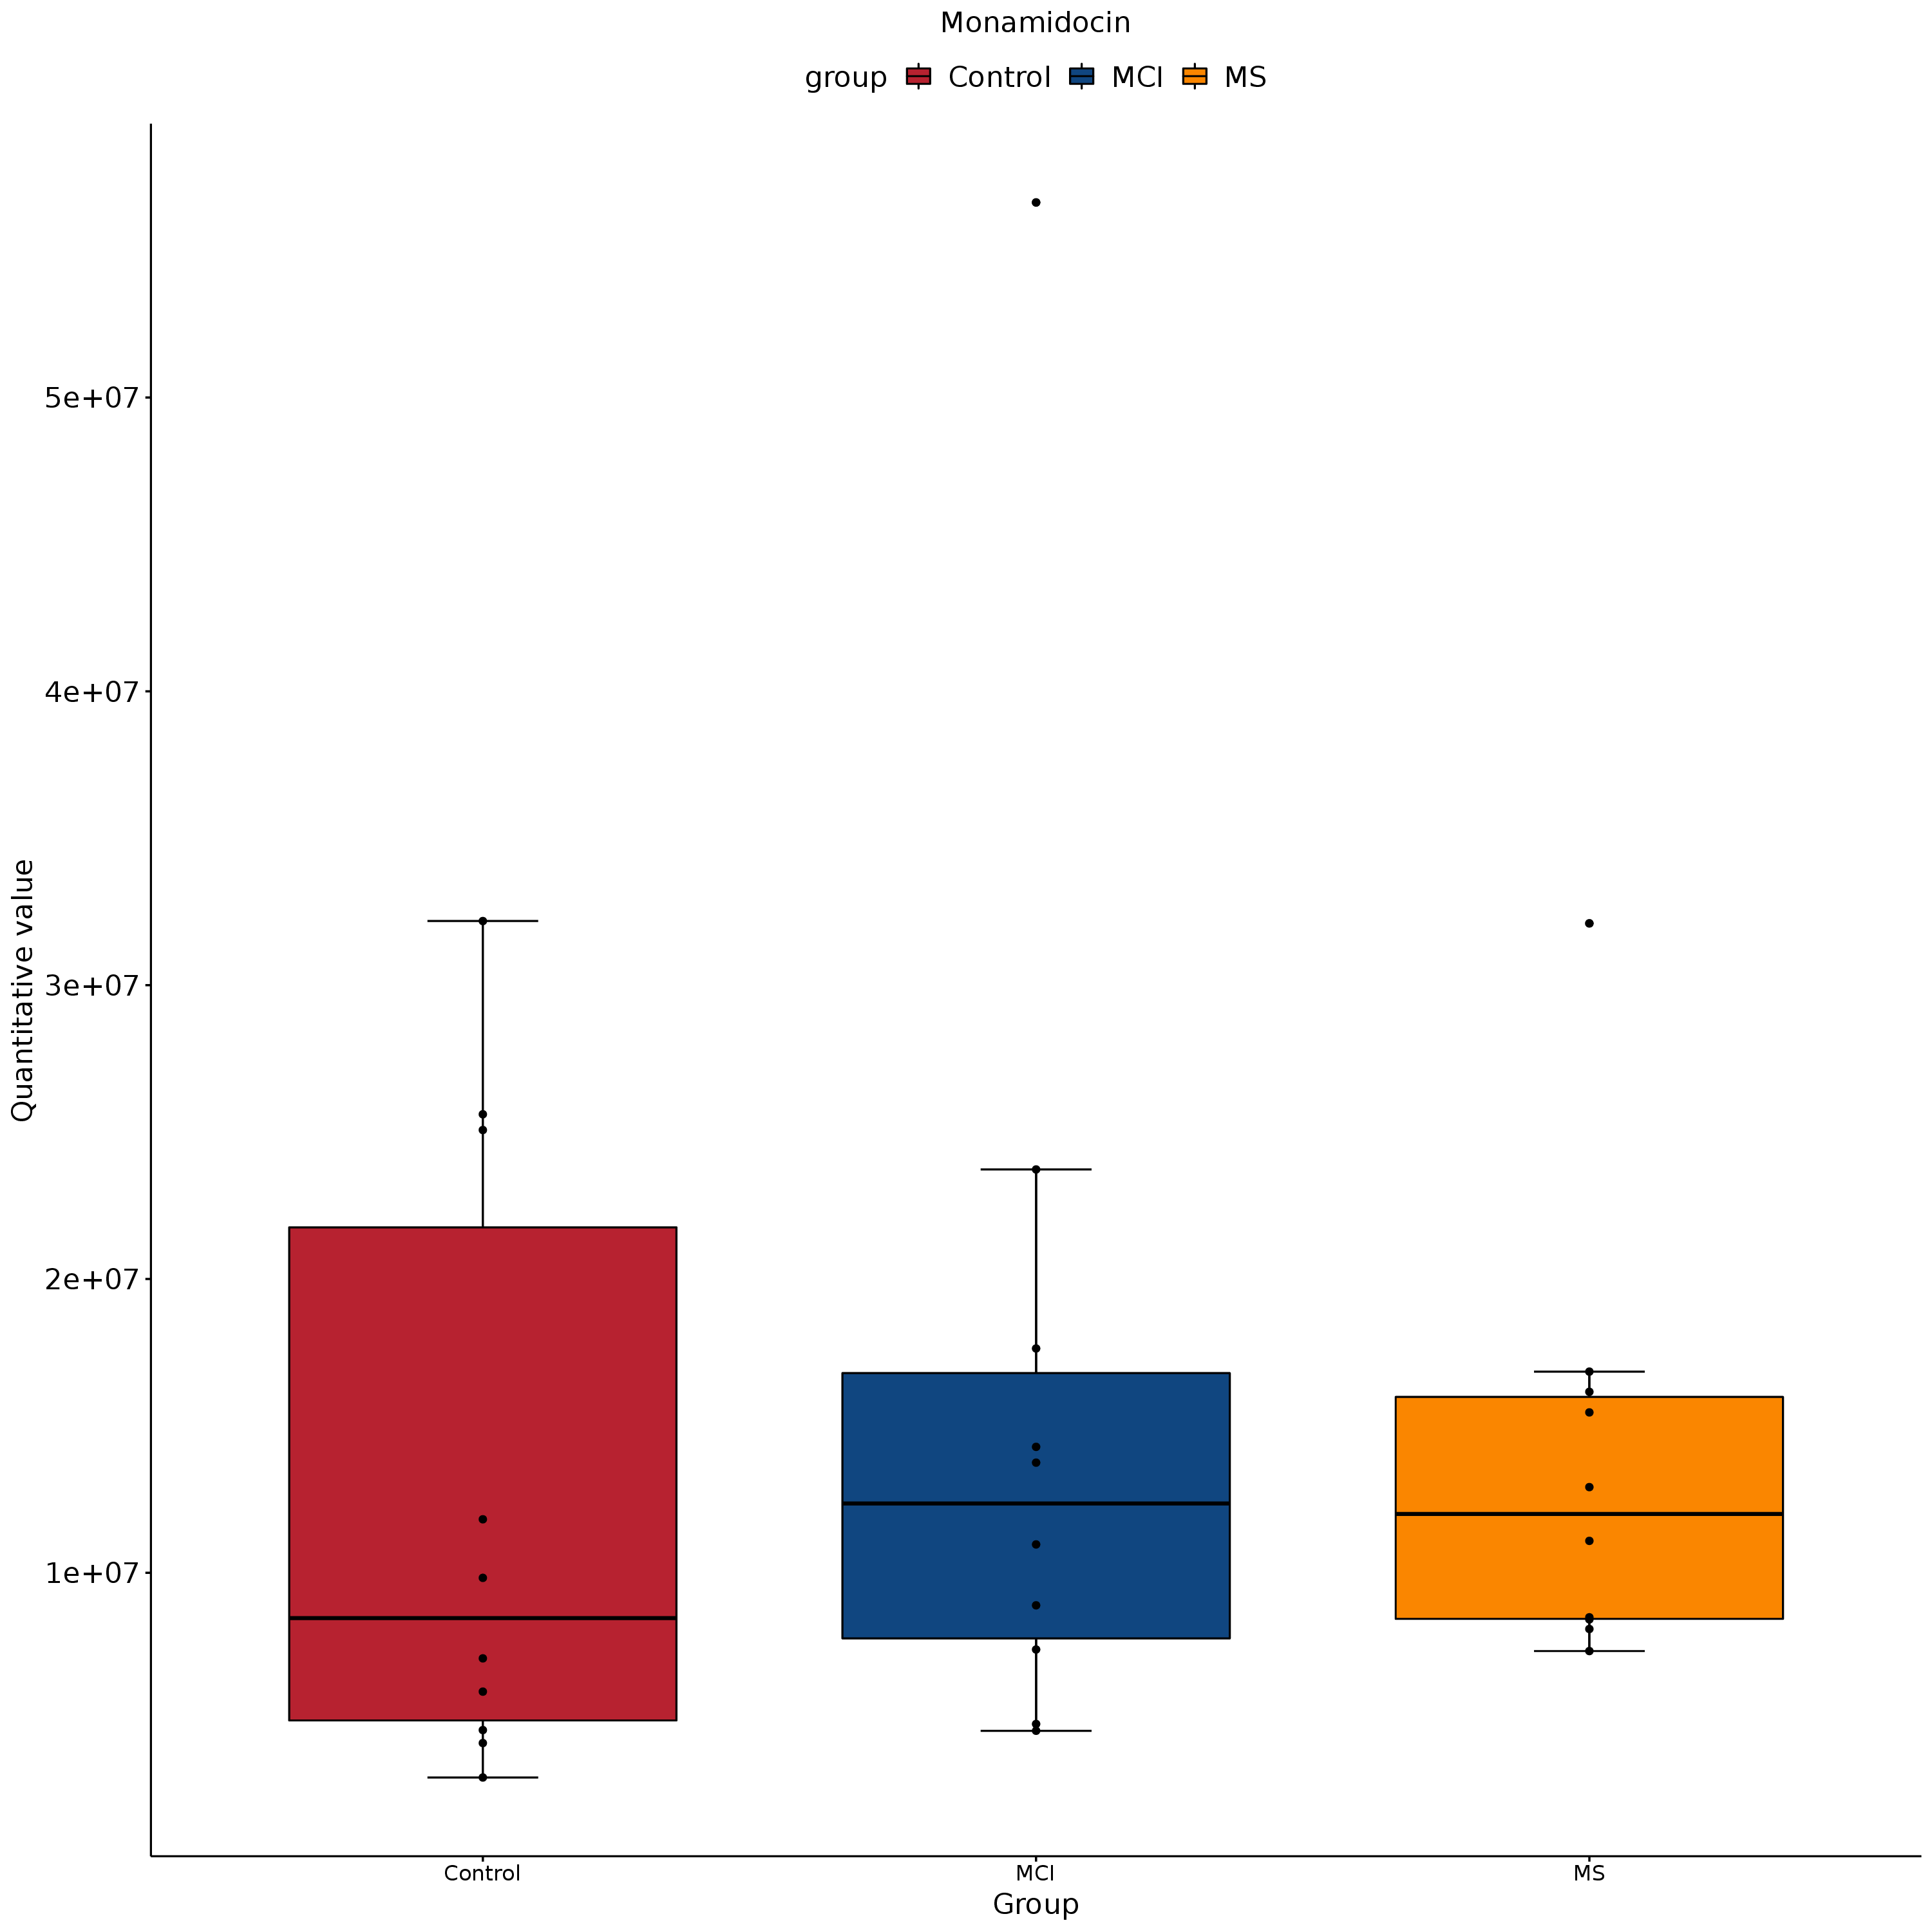 Monamidocin
group Control MCI MS
Quantitative value
5e+07
4e+07
3e+07
2e+07
1e+07
Control MCI MS
Group